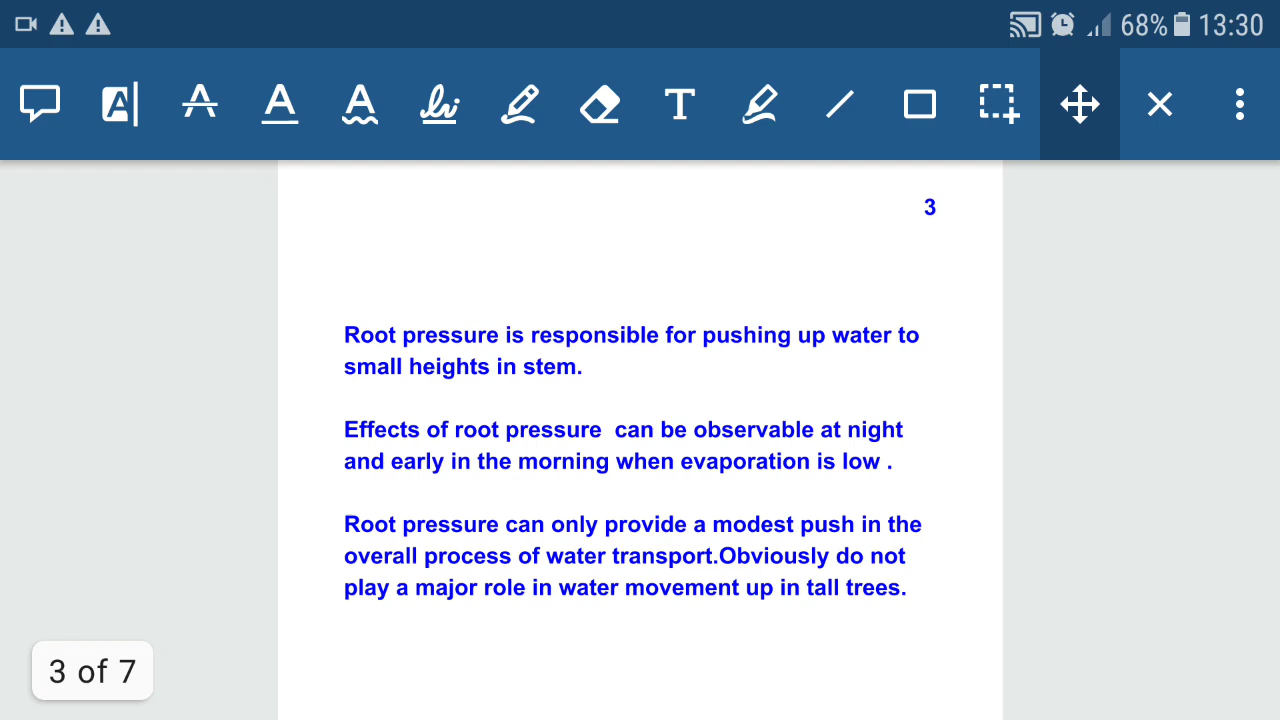 68% 13:30
A A A A T
3
Root pressure is responsible for pushing up water to
small heights in stem.
Effects of root pressure  can be observable at night
and early in the morning when evaporation is low .
Root pressure can only provide a modest push in the
overall process of water transport.Obviously do not
play a major role in water movement up in tall trees.
3 of 7